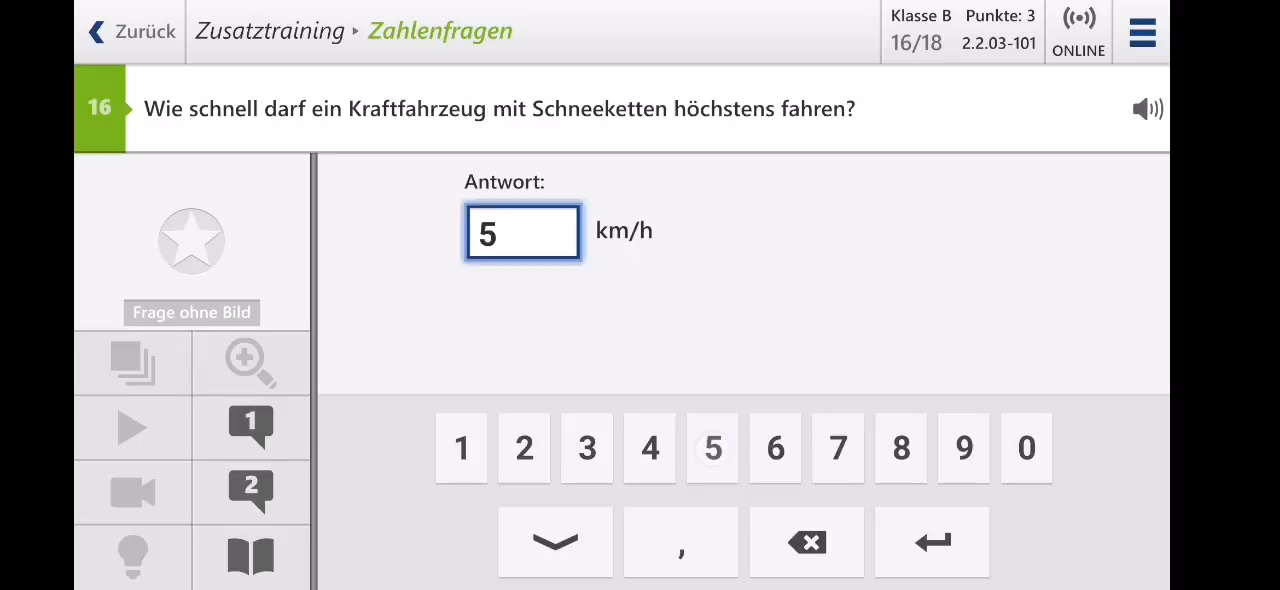 Zurück
Zusatztraining ▸ Zahlenfragen
Klasse B Punkte: 3
16/18 2.2.03-101
ONLINE
16
Wie schnell darf ein Kraftfahrzeug mit Schneeketten höchstens fahren?
Antwort:
5 km/h
Frage ohne Bild
1
2
1 2 3 4 5 6 7 8 9 0
,